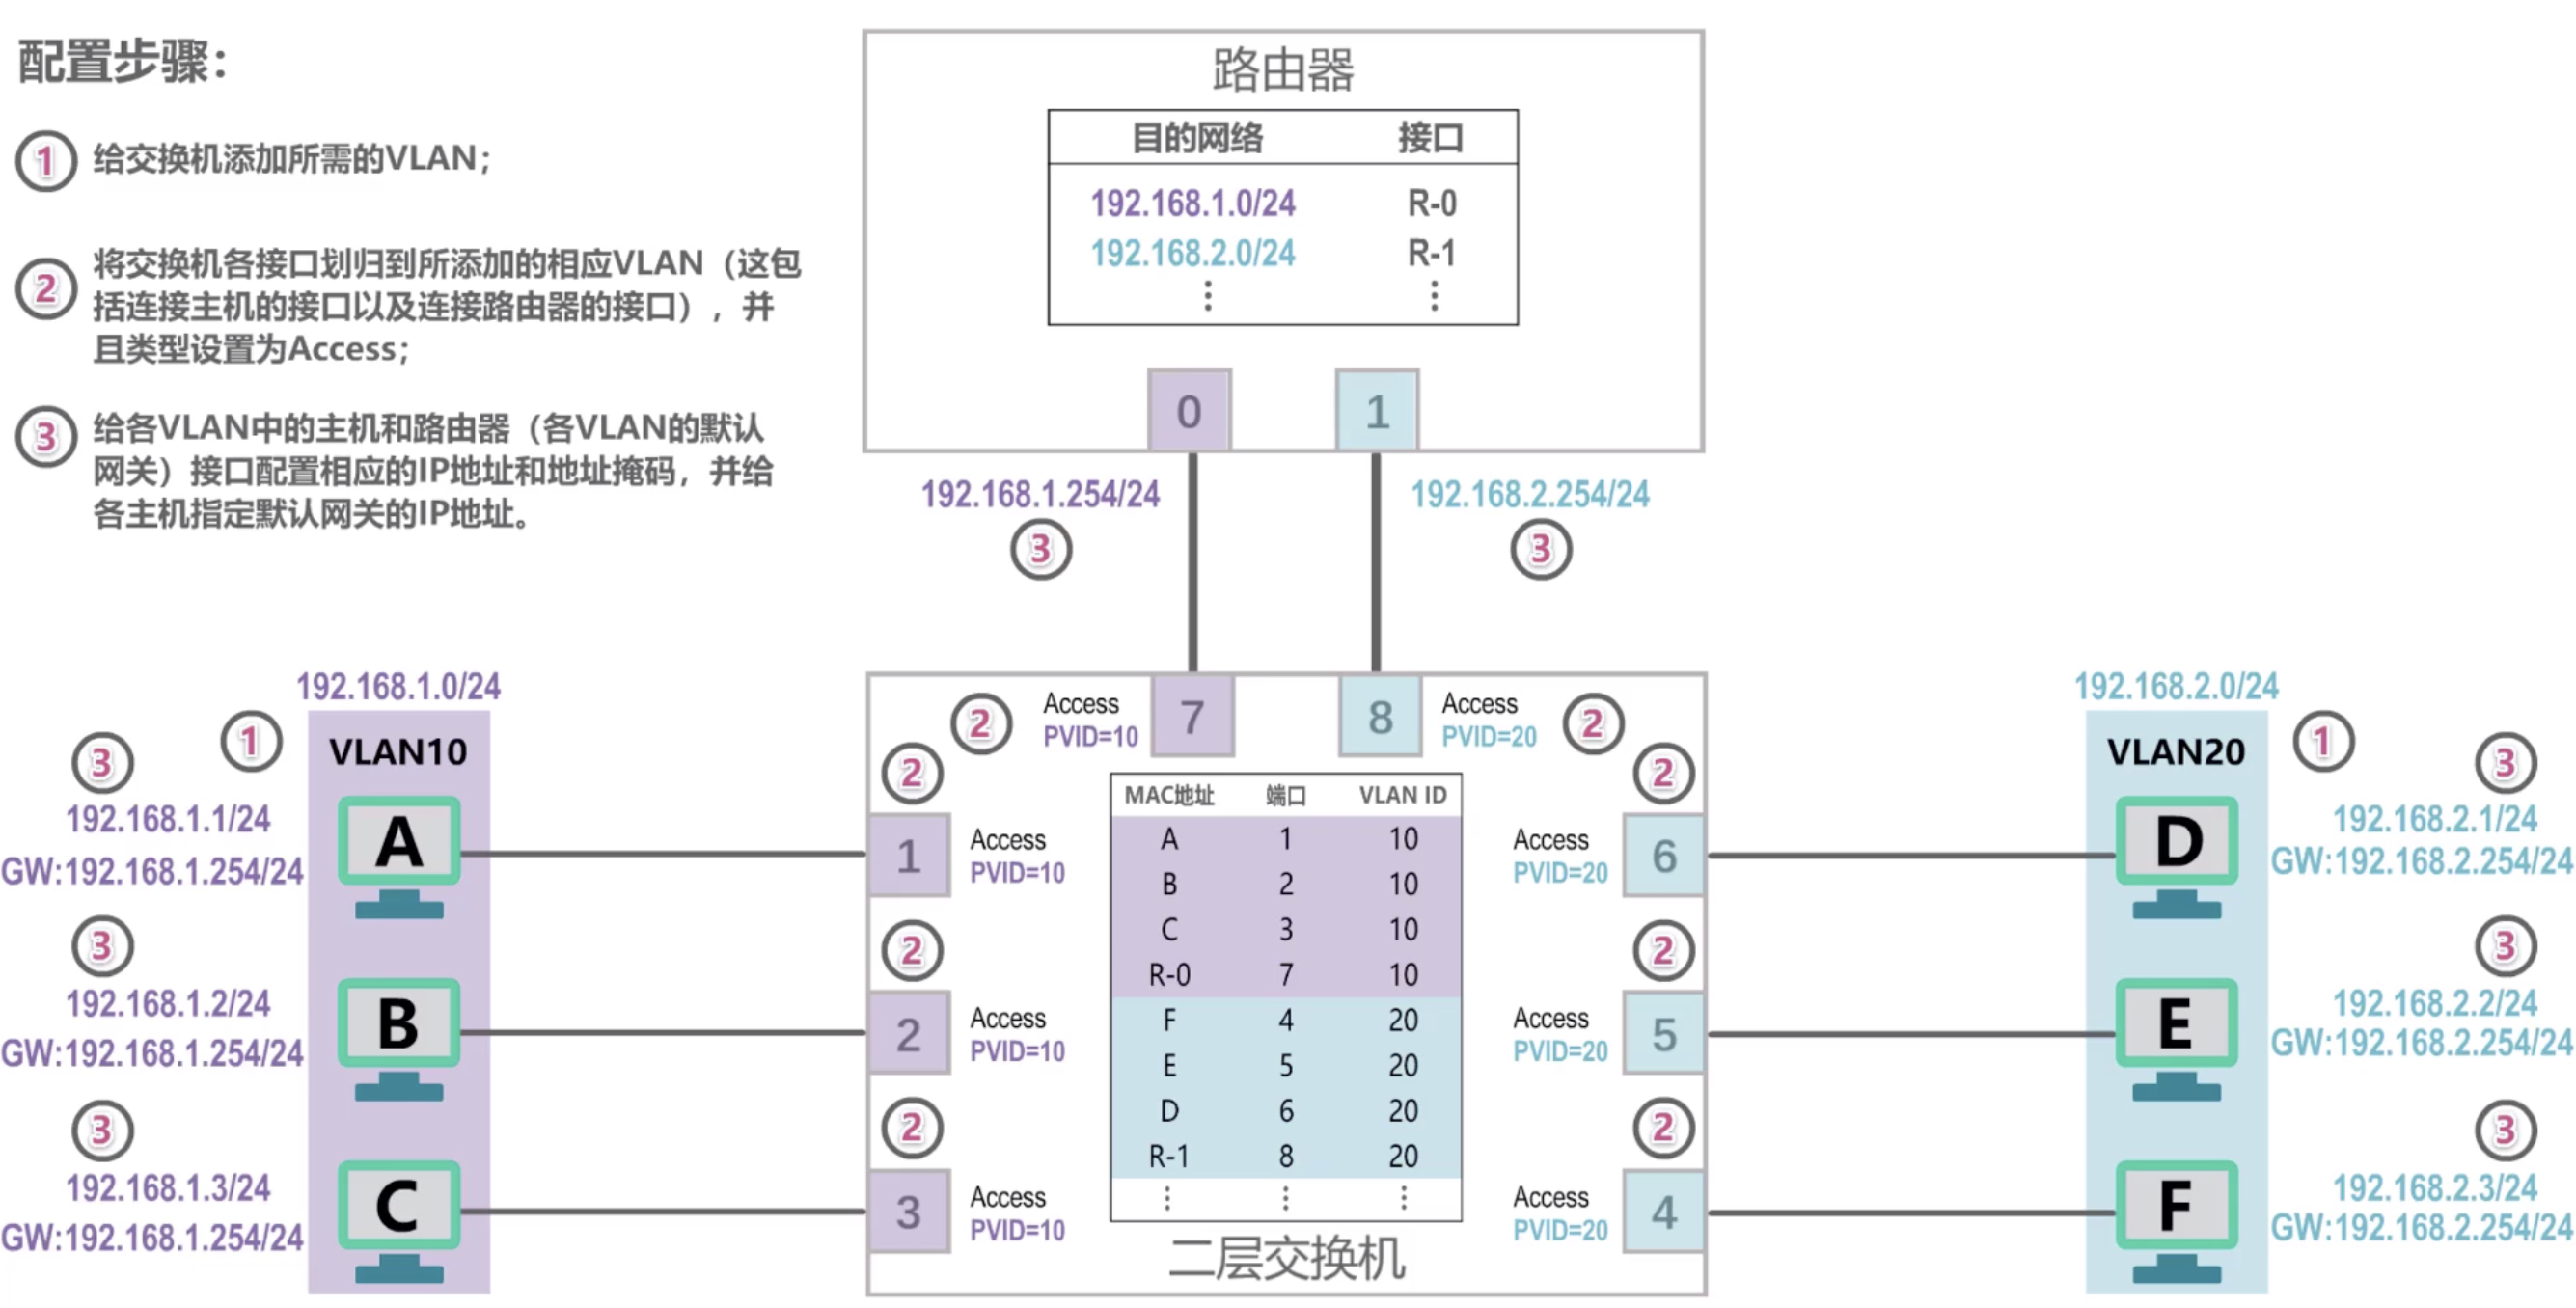 配置步骤：
1 给交换机添加所需的VLAN；
2 将交换机各接口划归到所添加的相应VLAN（这包
括连接主机的接口以及连接路由器的接口），并
且类型设置为Access；
3 给各VLAN中的主机和路由器（各VLAN的默认
网关）接口配置相应的IP地址和地址掩码，并给
各主机指定默认网关的IP地址。
路由器
目的网络 接口
192.168.1.0/24 R-0
192.168.2.0/24 R-1
⋮ ⋮
0 1
192.168.1.254/24 192.168.2.254/24
3 3
192.168.1.0/24
1 VLAN10
3
192.168.1.1/24
GW:192.168.1.254/24
A
3
192.168.1.2/24
GW:192.168.1.254/24
B
3
192.168.1.3/24
GW:192.168.1.254/24
C
2 Access
PVID=10
7
8
Access 2
PVID=20
2
1 Access
PVID=10
2
2 Access
PVID=10
2
3 Access
PVID=10
MAC地址 端口 VLAN ID
A 1 10
B 2 10
C 3 10
R-0 7 10
F 4 20
E 5 20
D 6 20
R-1 8 20
⋮ ⋮ ⋮
二层交换机
2
Access 6
PVID=20
2
Access 5
PVID=20
2
Access 4
PVID=20
192.168.2.0/24
VLAN20 1
3
D
192.168.2.1/24
GW:192.168.2.254/24
3
E
192.168.2.2/24
GW:192.168.2.254/24
3
F
192.168.2.3/24
GW:192.168.2.254/24